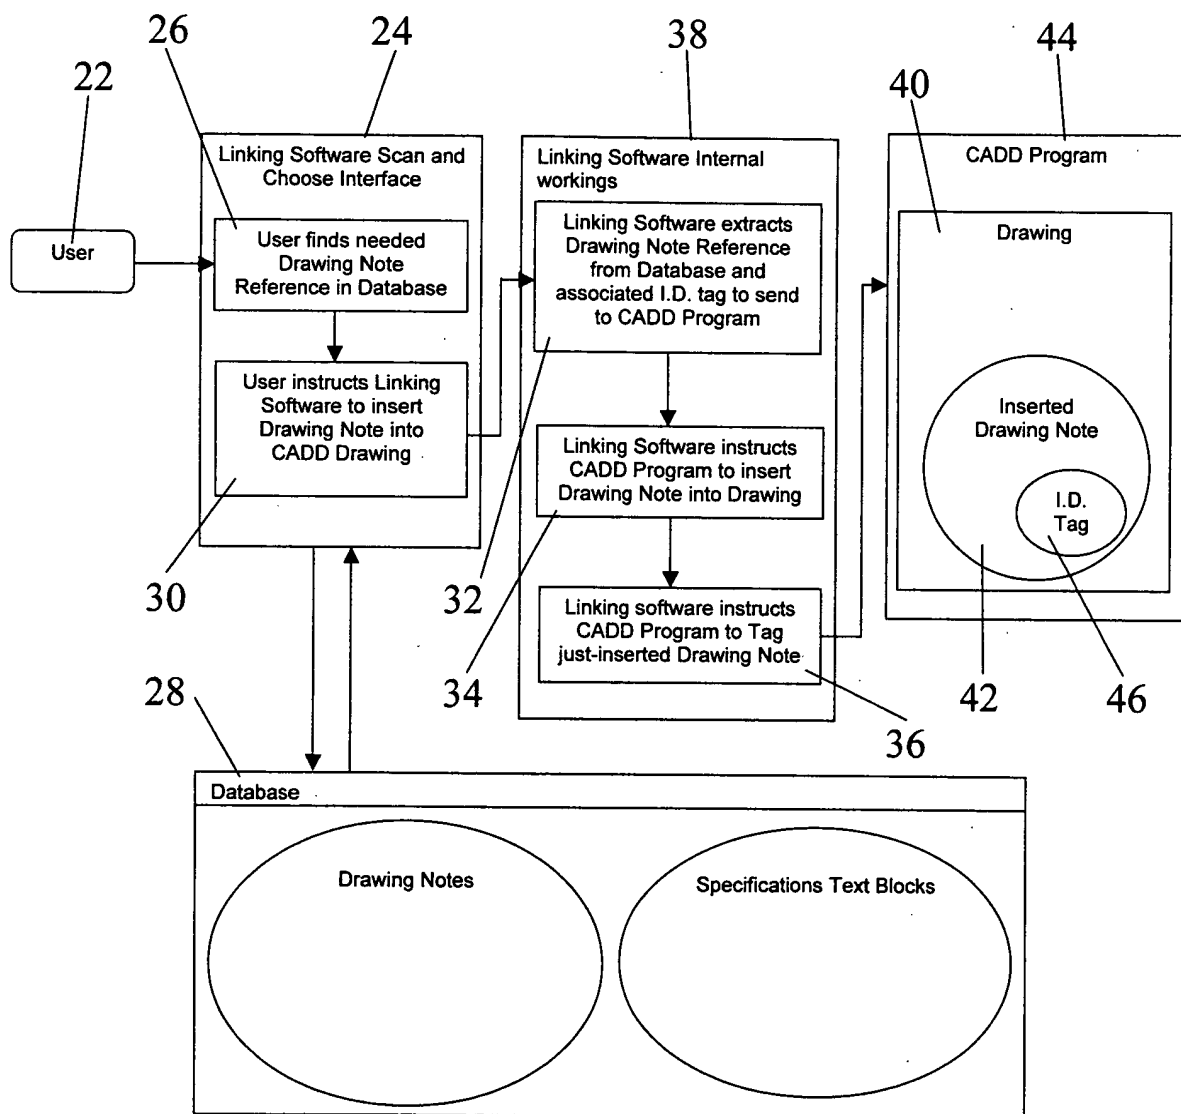 26
24
38
44
22
40
Linking Software Scan and
Choose Interface
Linking Software Internal
workings
CADD Program
User
User finds needed
Drawing Note
Reference in Database
Linking Software extracts
Drawing Note Reference
from Database and
associated I.D. tag to send
to CADD Program
Drawing
User instructs Linking
Software to insert
Drawing Note into
CADD Drawing
Linking Software instructs
CADD Program to insert
Drawing Note into Drawing
Inserted
Drawing Note
I.D.
Tag
30
32
Linking software instructs
CADD Program to Tag
just-inserted Drawing Note
34
42
46
28
36
Database
Drawing Notes
Specifications Text Blocks